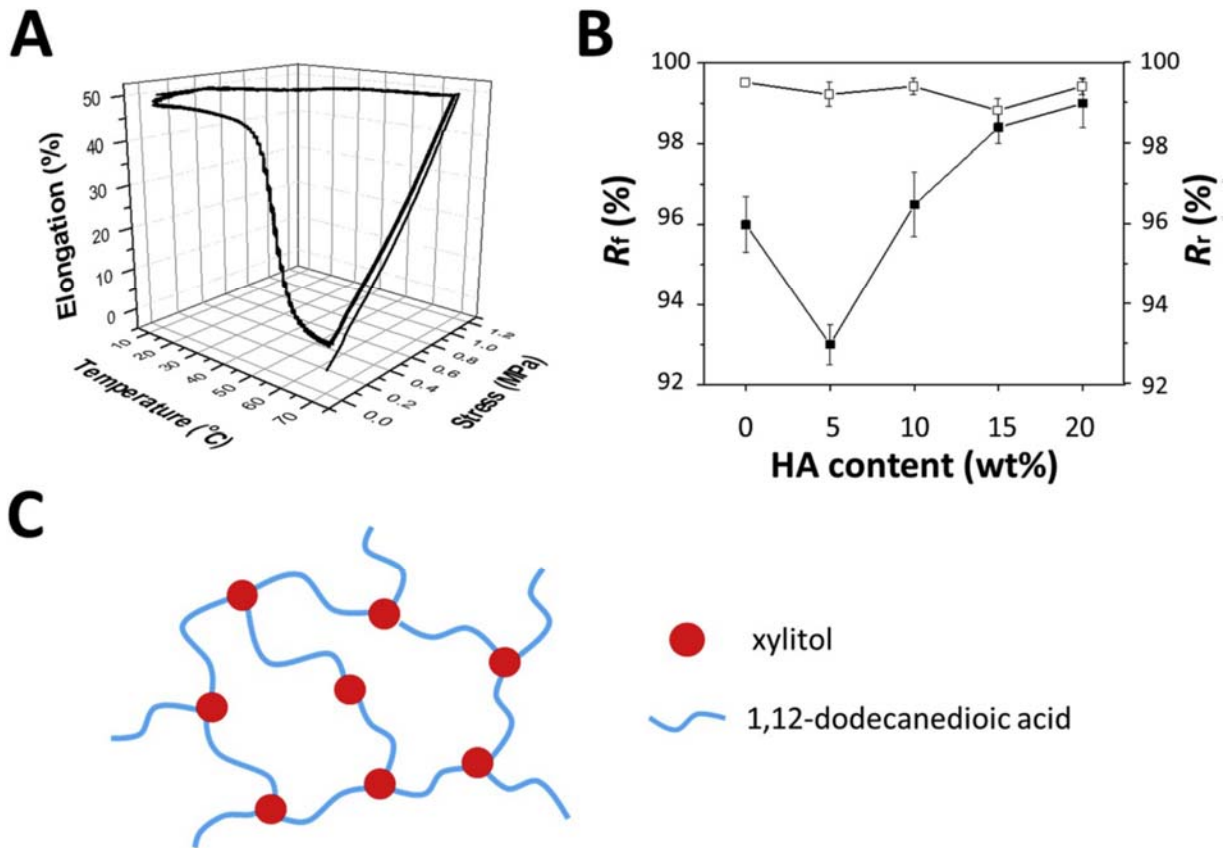 A
Elongation (%)
50
40
30
20
10
0
10
20
30
40
50
60
70
Temperature (°C)
0.0
0.2
0.4
0.6
0.8
1.0
1.2
Stress (MPa)
B
100
98
96
94
92
Rf (%)
100
98
96
94
92
Rr (%)
0 5 10 15 20
HA content (wt%)
C
xylitol
1,12-dodecanedioic acid